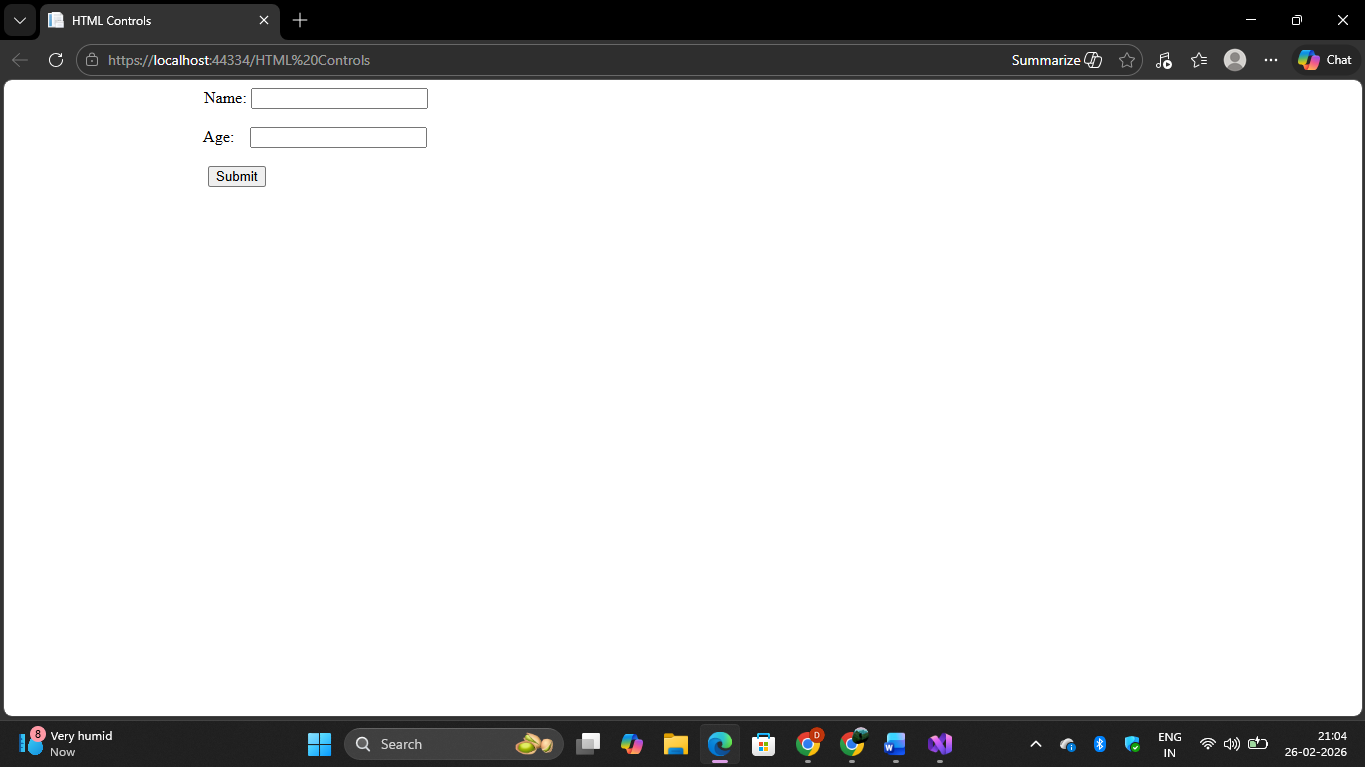 HTML Controls
https://localhost:44334/HTML%20Controls
Summarize
Chat
Name:
Age:
Submit
8
Very humid
Now
Search
D
W
ENG
IN
21:04
26-02-2026